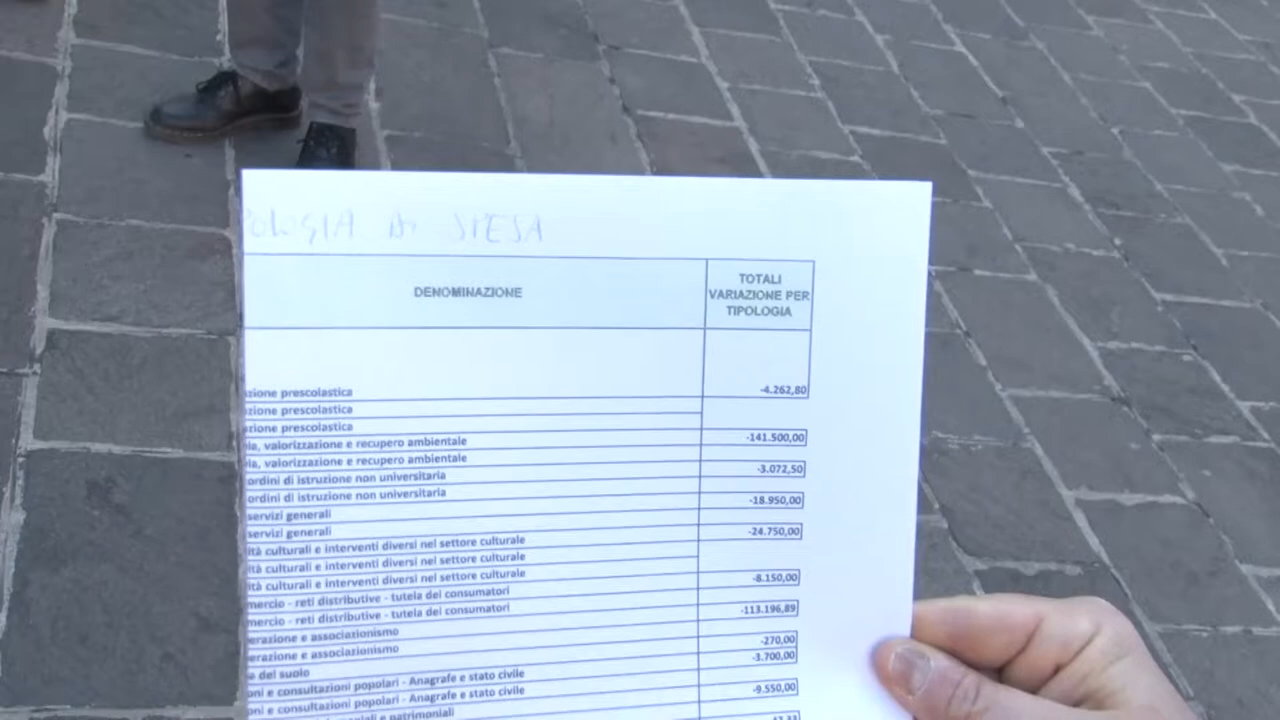 POLOGIA DI SPESA
DENOMINAZIONE
TOTALI
VARIAZIONE PER
TIPOLOGIA
zione prescolastica -4.262,80
zione prescolastica
zione prescolastica
la, valorizzazione e recupero ambientale -141.500,00
la, valorizzazione e recupero ambientale
ordini di istruzione non universitaria -3.072,50
ordini di istruzione non universitaria
servizi generali -18.950,00
servizi generali -24.750,00
ità culturali e interventi diversi nel settore culturale
ità culturali e interventi diversi nel settore culturale
ità culturali e interventi diversi nel settore culturale -8.150,00
mercio - reti distributive - tutela dei consumatori
mercio - reti distributive - tutela dei consumatori -113.196,89
erazione e associazionismo
erazione e associazionismo -270,00
del suolo -3.700,00
oni e consultazioni popolari - Anagrafe e stato civile
oni e consultazioni popolari - Anagrafe e stato civile -9.550,00
e patrimoniali